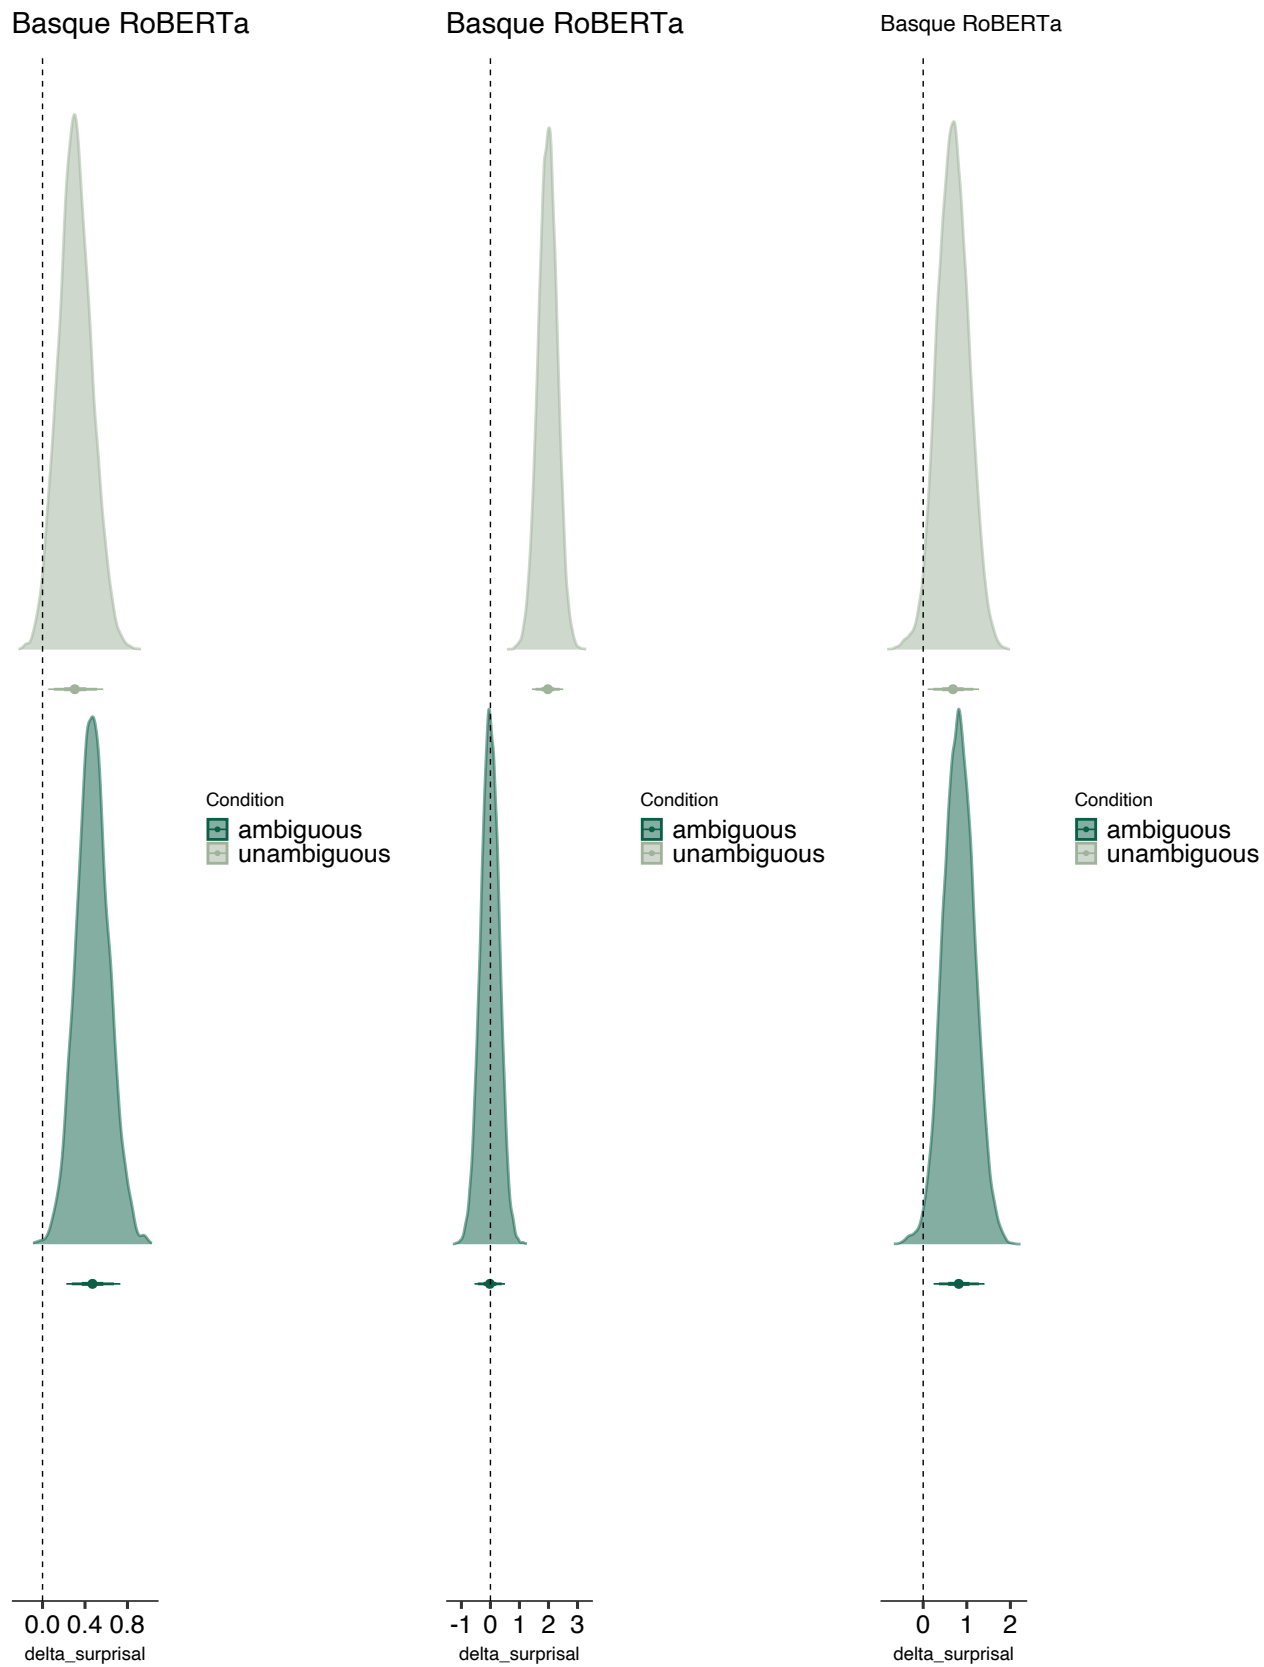 Basque RoBERTa
Basque RoBERTa
Basque RoBERTa
Condition
ambiguous
unambiguous
Condition
ambiguous
unambiguous
Condition
ambiguous
unambiguous
0.0 0.4 0.8
delta_surprisal
-1 0 1 2 3
delta_surprisal
0 1 2
delta_surprisal